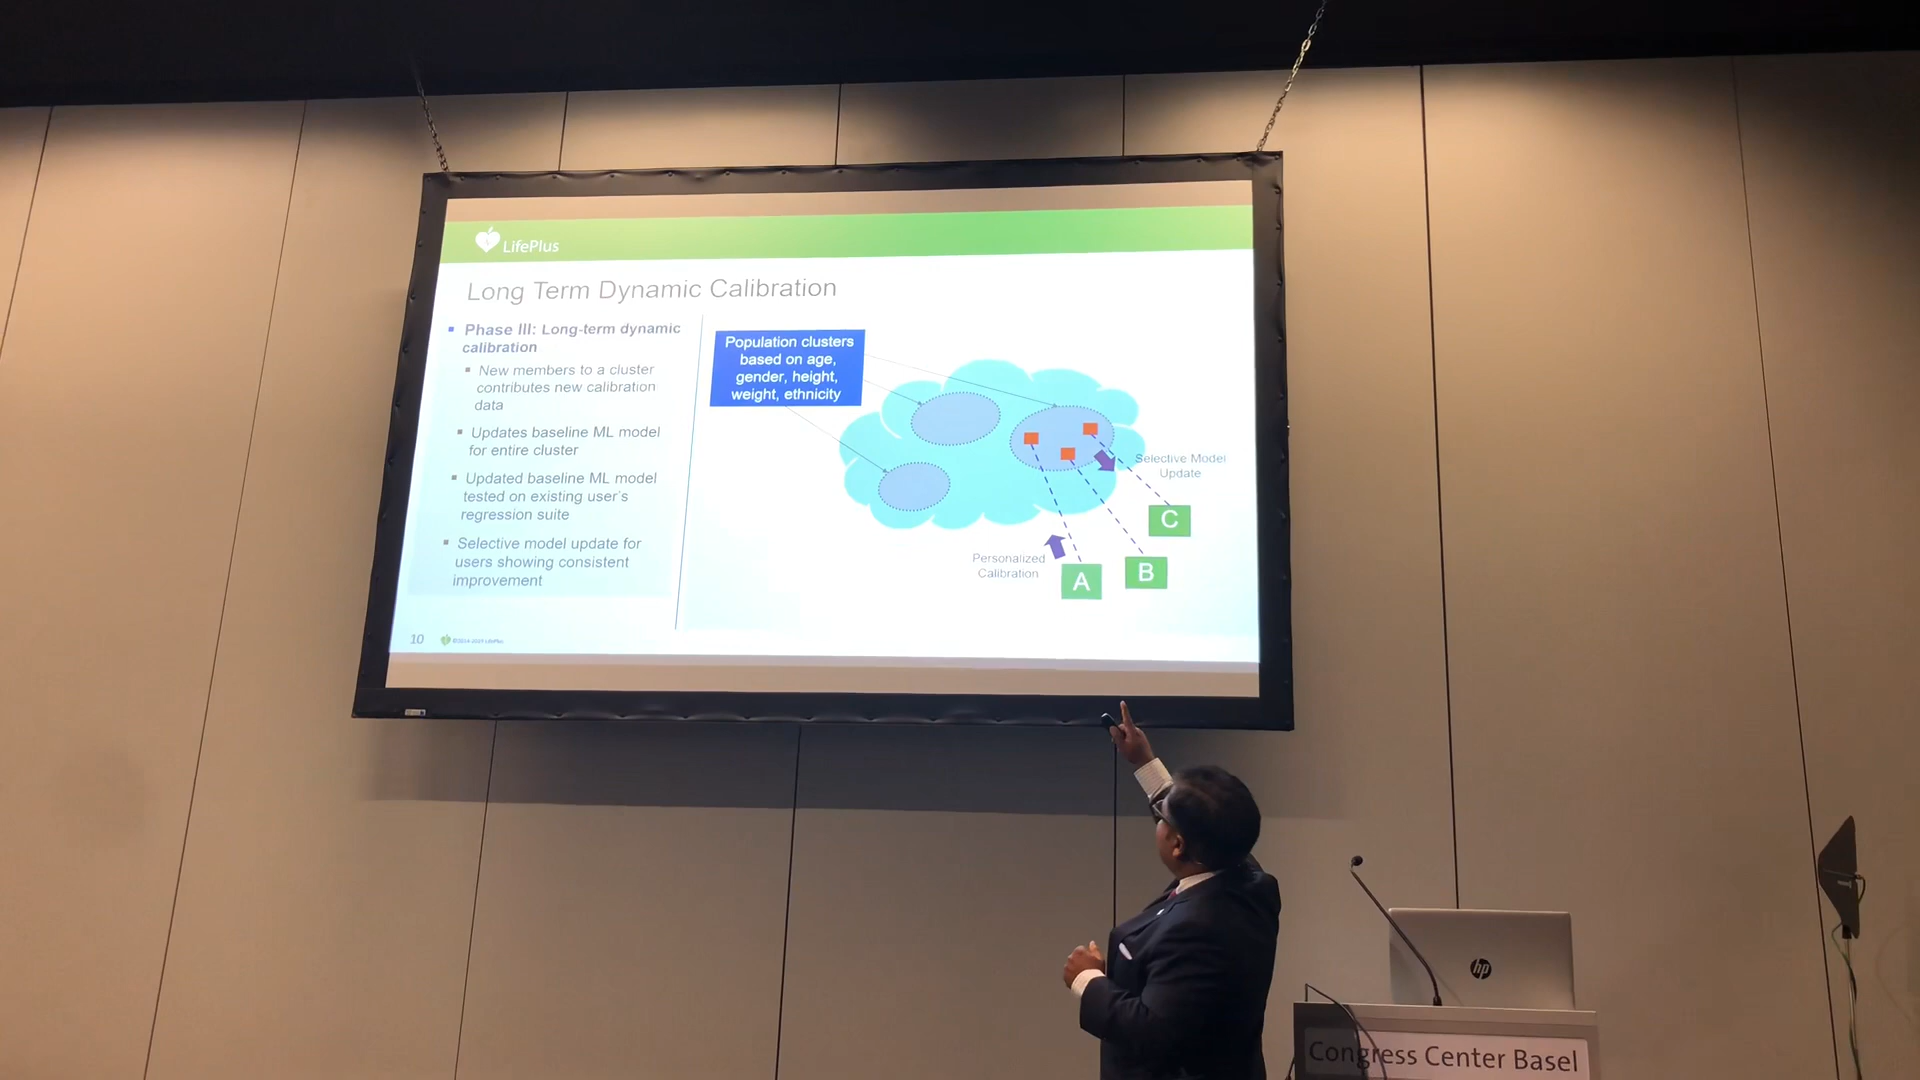 LifePlus
Long Term Dynamic Calibration
Phase III: Long-term dynamic
calibration
New members to a cluster
contributes new calibration
data
Updates baseline ML model
for entire cluster
Updated baseline ML model
tested on existing user's
regression suite
Selective model update for
users showing consistent
improvement
Population clusters
based on age,
gender, height,
weight, ethnicity
Selective Model
Update
C
B
Personalized
Calibration
A
10
LifePlus
hp
Congress Center Basel